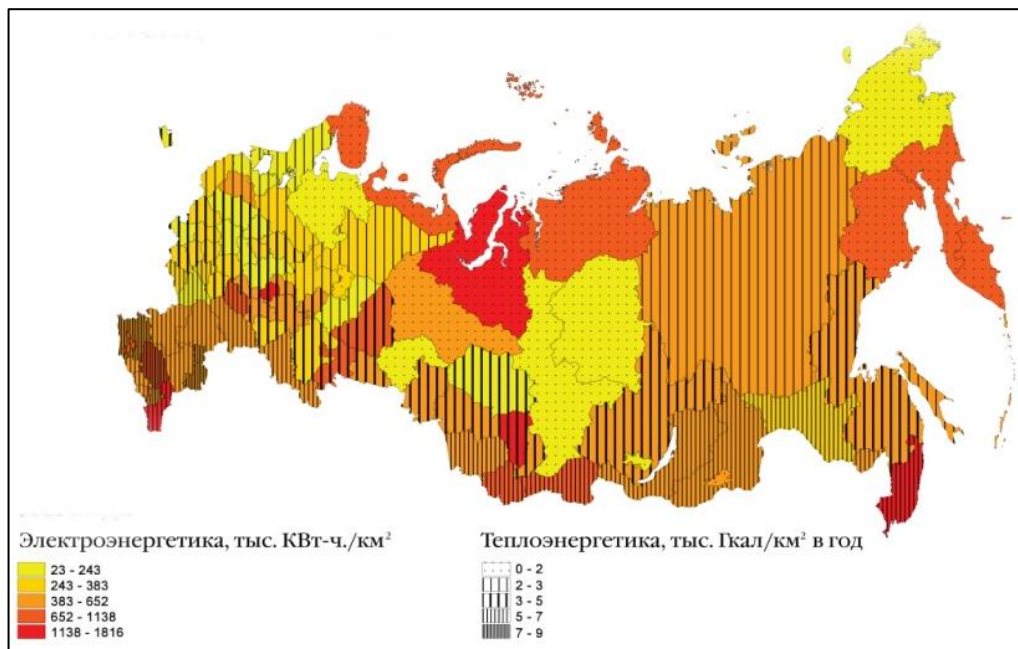 Электроэнергетика, тыс. КВт-ч./км²
23 - 243
243 - 383
383 - 652
652 - 1138
1138 - 1816
Теплоэнергетика, тыс. Гкал/км² в год
0 - 2
2 - 3
3 - 5
5 - 7
7 - 9